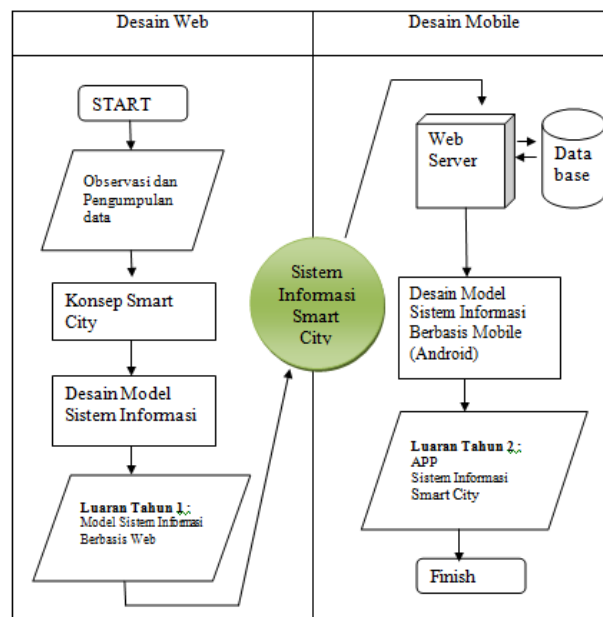 Desain Web
Desain Mobile
START
Observasi dan
Pengumpulan
data
Konsep Smart
City
Desain Model
Sistem Informasi
Luaran Tahun 1 :
Model Sistem Informasi
Berbasis Web
Sistem
Informasi
Smart
City
Web
Server
Data
base
Desain Model
Sistem Informasi
Berbasis Mobile
(Android)
Luaran Tahun 2 :
APP
Sistem Informasi
Smart City
Finish